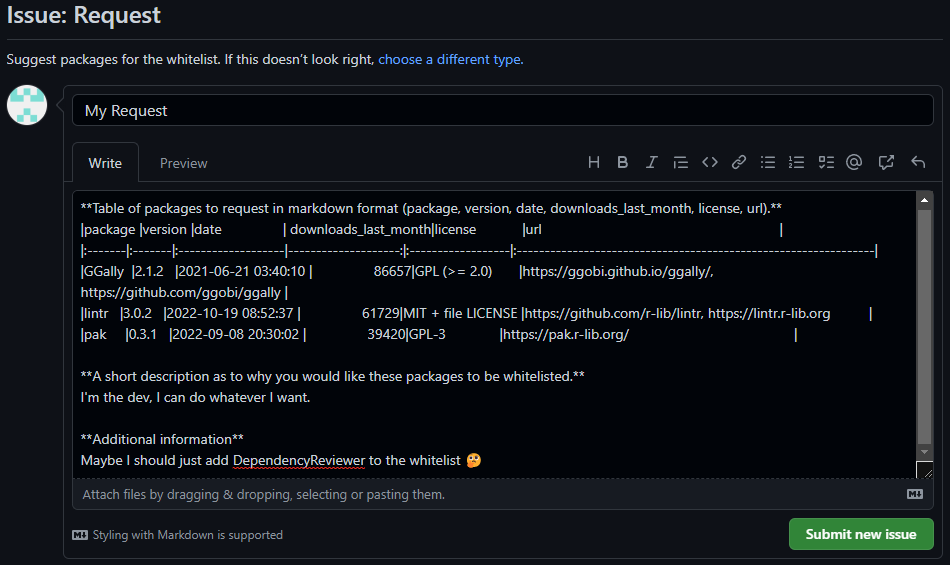 Issue: Request
Suggest packages for the whitelist. If this doesn't look right, choose a different type.
My Request
Write Preview
**Table of packages to request in markdown format (package, version, date, downloads_last_month, license, url).**
|package |version |date | downloads_last_month|license |url |
|:-------|:-------|:-------------------|--------------------:|:------------------|:-----------------------------------------------------------------|
|GGally |2.1.2 |2021-06-21 03:40:10 | 86657|GPL (>= 2.0) |https://ggobi.github.io/ggally/,
https://github.com/ggobi/ggally |
|lintr |3.0.2 |2022-10-19 08:52:37 | 61729|MIT + file LICENSE |https://github.com/r-lib/lintr, https://lintr.r-lib.org |
|pak |0.3.1 |2022-09-08 20:30:02 | 39420|GPL-3 |https://pak.r-lib.org/ |
**A short description as to why you would like these packages to be whitelisted.**
I'm the dev, I can do whatever I want.
**Additional information**
Maybe I should just add DependencyReviewer to the whitelist 🤔
Attach files by dragging & dropping, selecting or pasting them.
Styling with Markdown is supported
Submit new issue